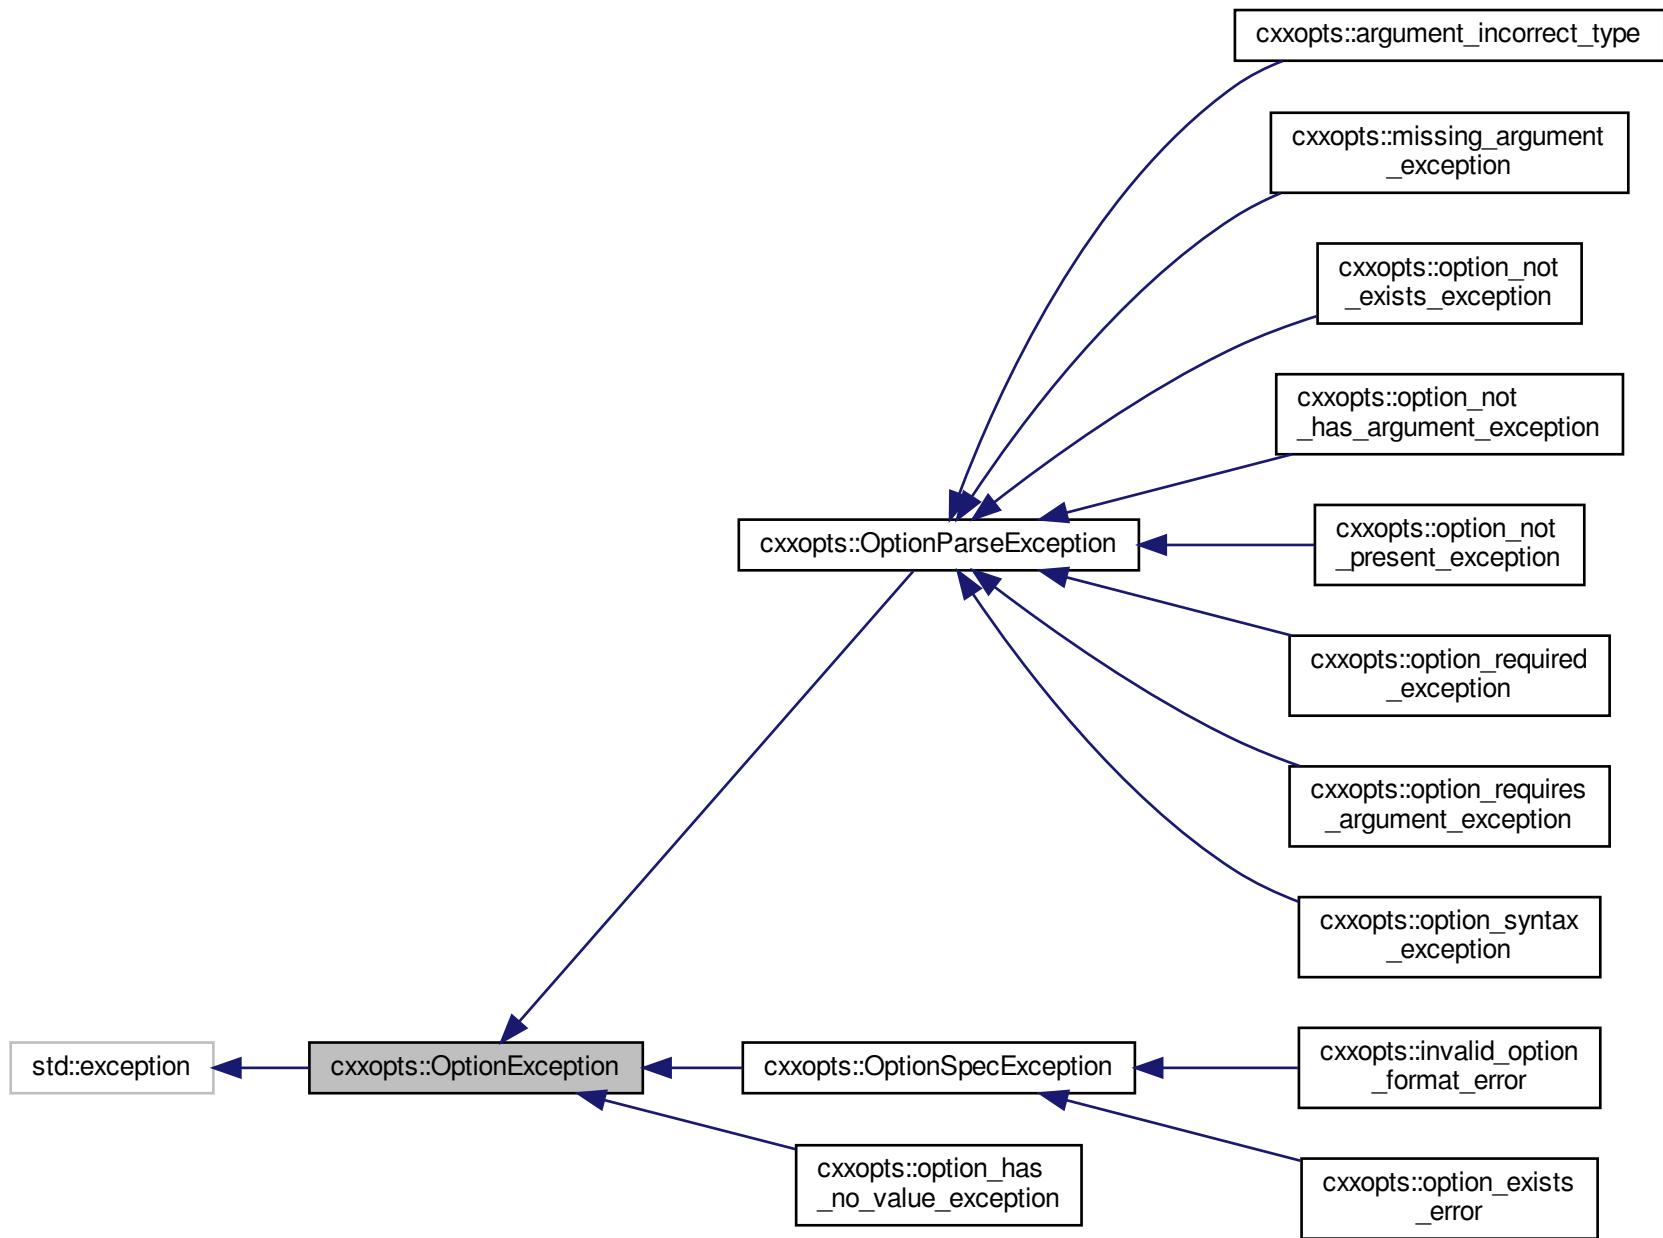 cxxopts::argument_incorrect_type
cxxopts::missing_argument
_exception
cxxopts::option_not
_exists_exception
cxxopts::option_not
_has_argument_exception
cxxopts::OptionParseException
cxxopts::option_not
_present_exception
cxxopts::option_required
_exception
cxxopts::option_requires
_argument_exception
cxxopts::option_syntax
_exception
std::exception
cxxopts::OptionException
cxxopts::OptionSpecException
cxxopts::invalid_option
_format_error
cxxopts::option_has
_no_value_exception
cxxopts::option_exists
_error